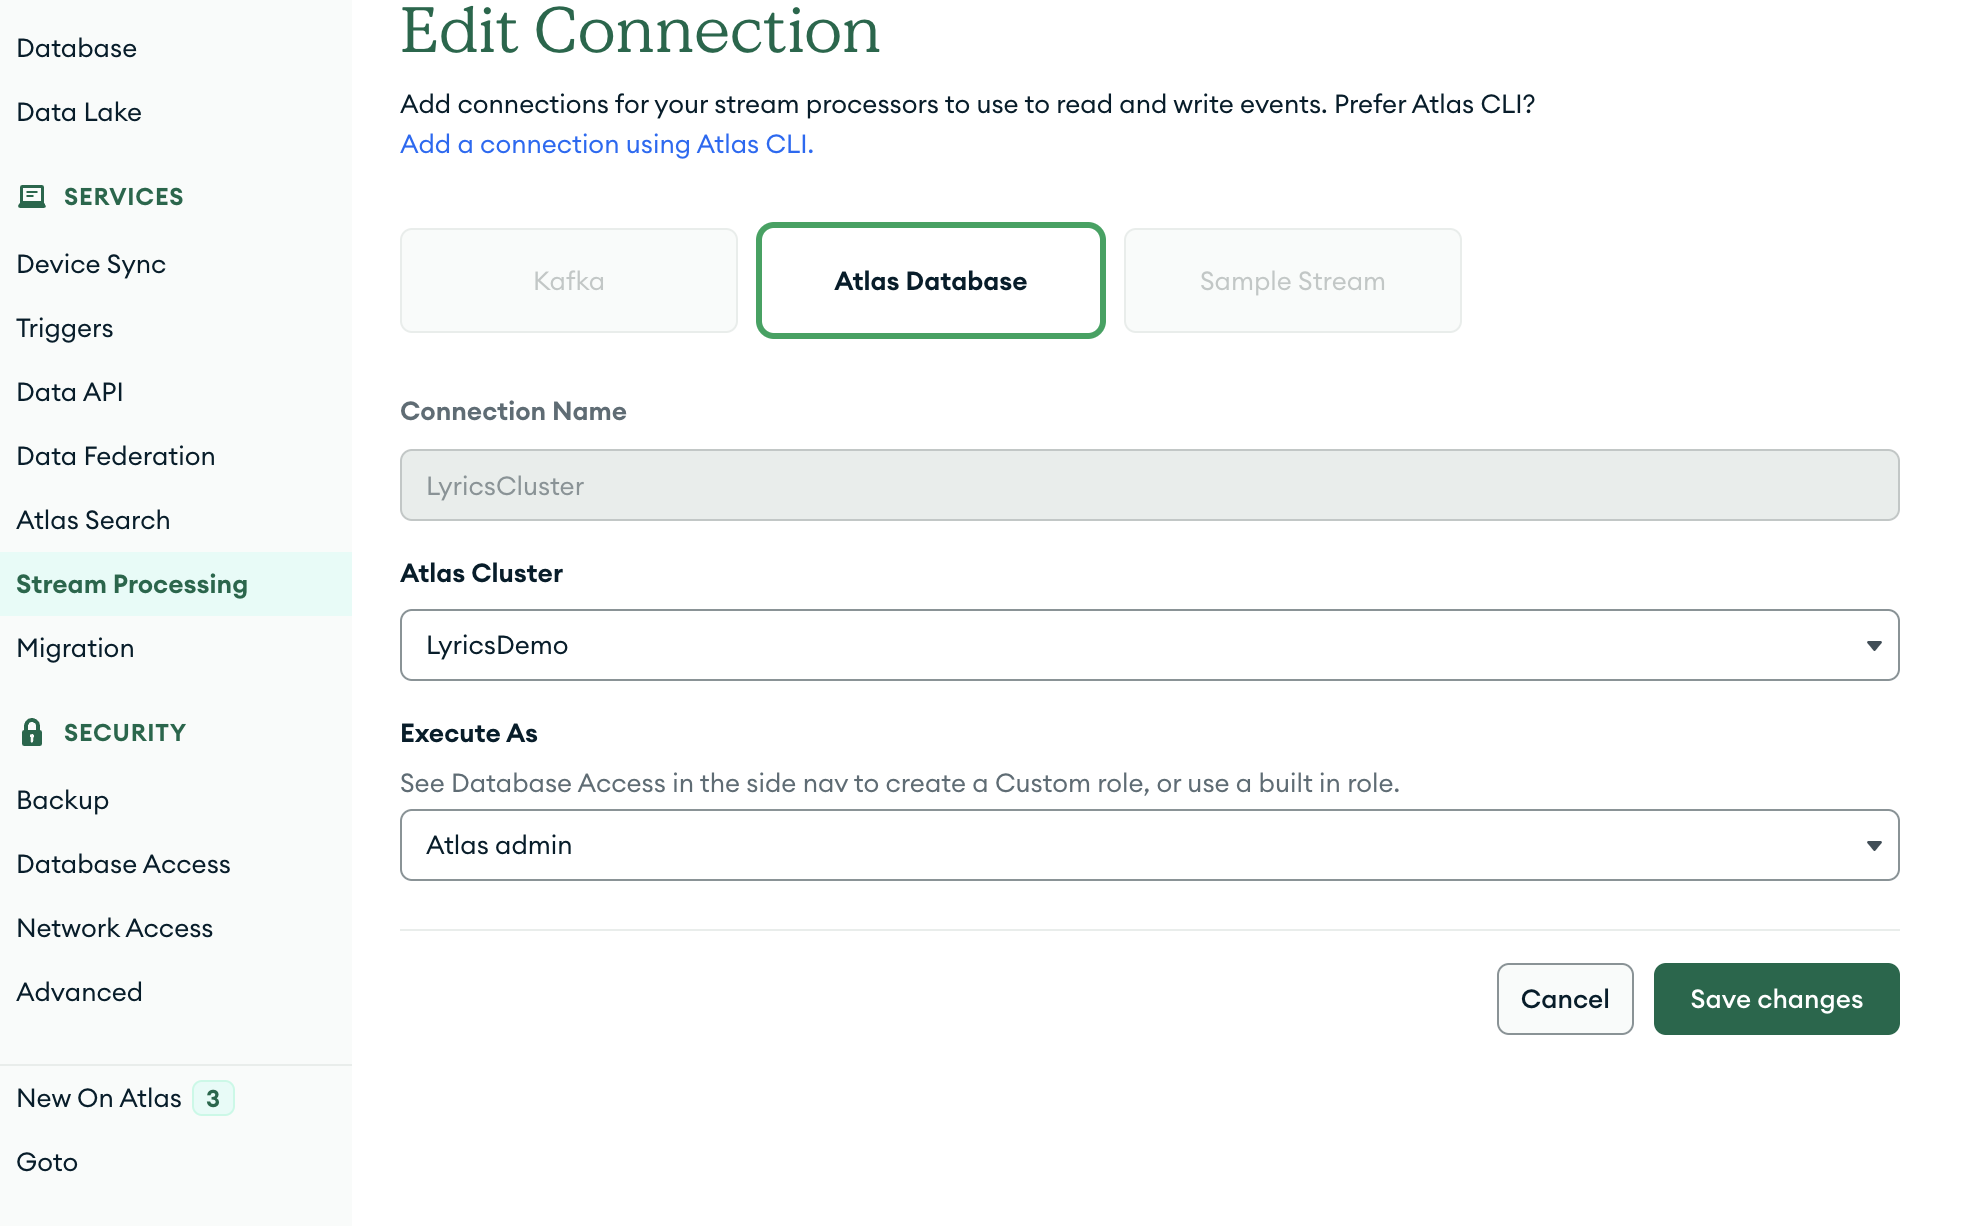 Database
Data Lake
SERVICES
Device Sync
Triggers
Data API
Data Federation
Atlas Search
Stream Processing
Migration
SECURITY
Backup
Database Access
Network Access
Advanced
New On Atlas 3
Goto
Edit Connection
Add connections for your stream processors to use to read and write events. Prefer Atlas CLI?
Add a connection using Atlas CLI.
Kafka
Atlas Database
Sample Stream
Connection Name
LyricsCluster
Atlas Cluster
LyricsDemo
Execute As
See Database Access in the side nav to create a Custom role, or use a built in role.
Atlas admin
Cancel
Save changes